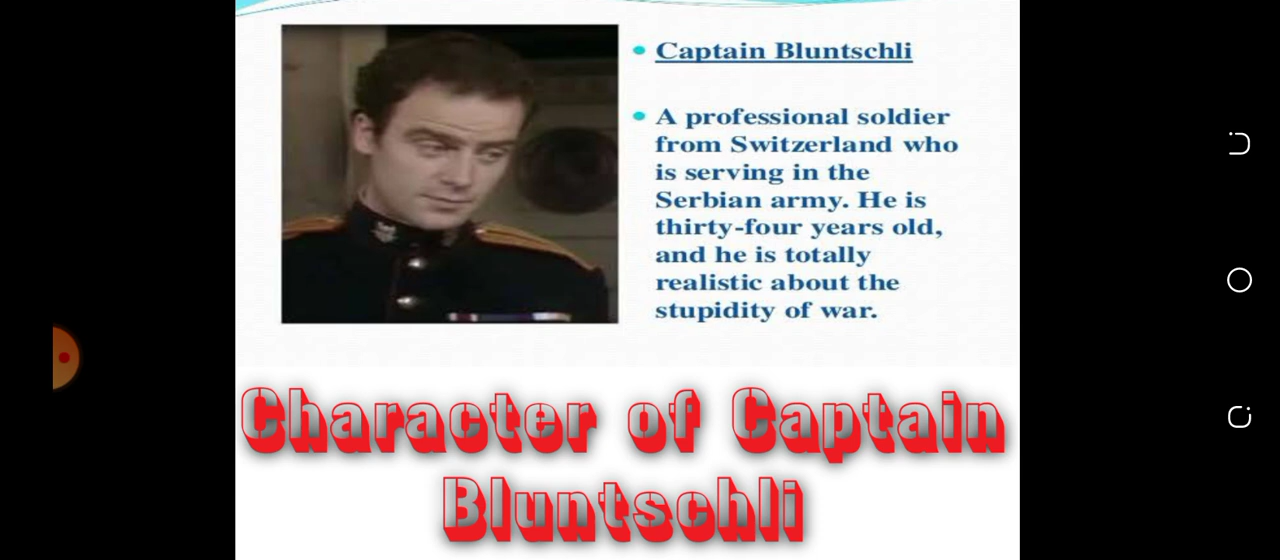 Captain Bluntschli
A professional soldier
from Switzerland who
is serving in the
Serbian army. He is
thirty-four years old,
and he is totally
realistic about the
stupidity of war.
Character of Captain
Bluntschli